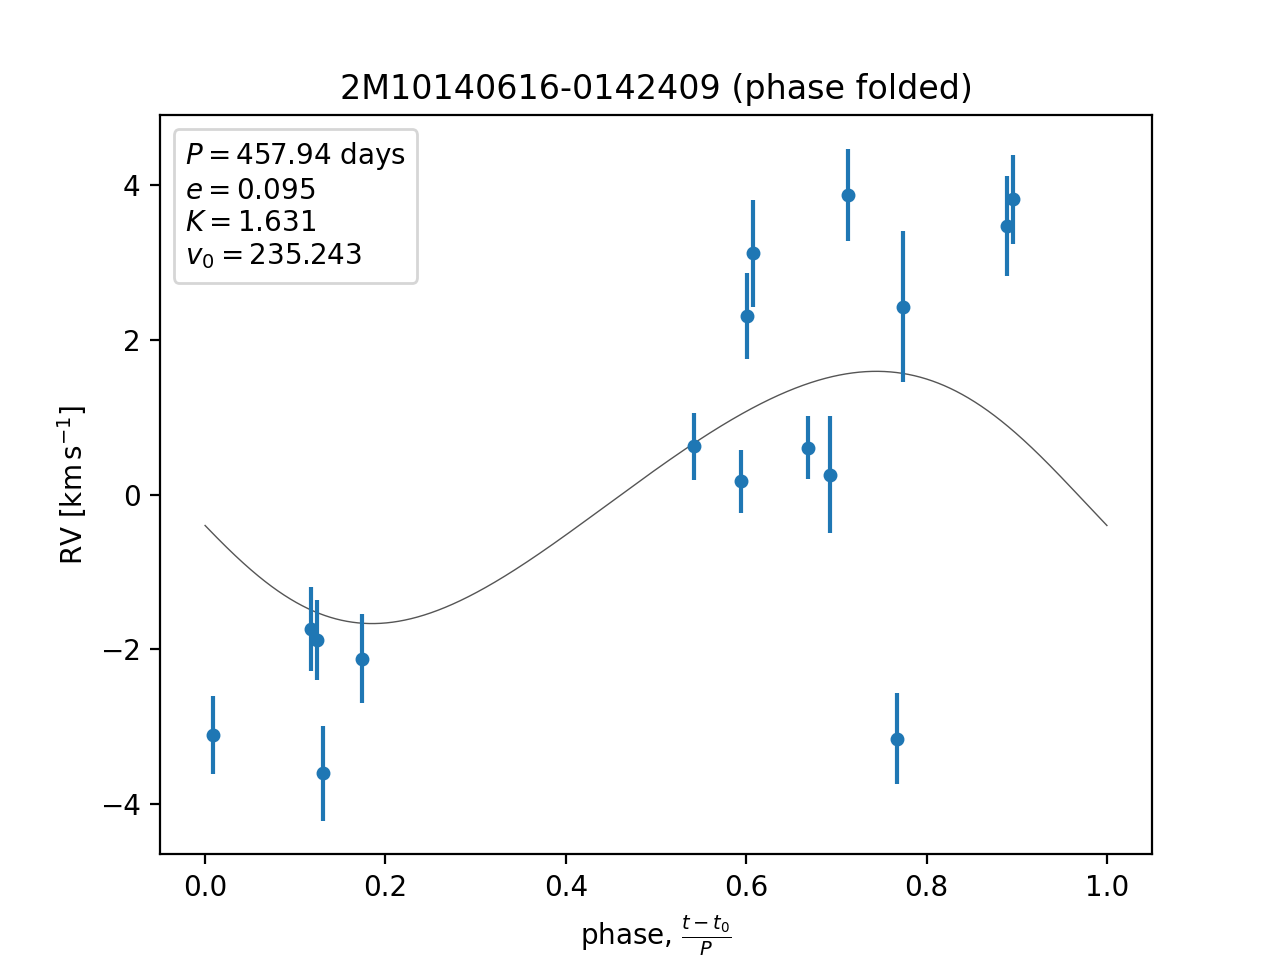 2M10140616-0142409 (phase folded)
P = 457.94 days
e = 0.095
K = 1.631
v₀ = 235.243
4
2
0
−2
−4
RV [km s⁻¹]
0.0 0.2 0.4 0.6 0.8 1.0
phase, (t − t₀)/P